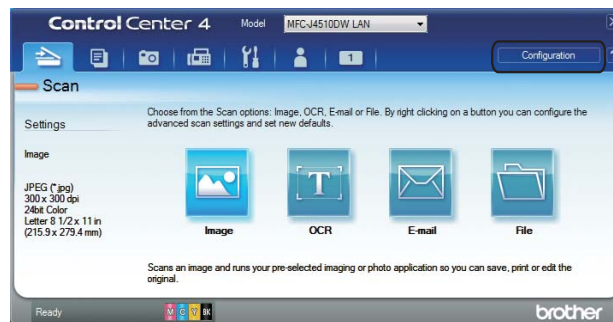 Control Center 4 Model MFC-J4510DW LAN
1 Configuration
Scan
Choose from the Scan options: Image, OCR, E-mail or File. By right clicking on a button you can configure the
advanced scan settings and set new defaults.
Settings
Image
JPEG (*.jpg)
300 x 300 dpi
24bit Color
Letter 8 1/2 x 11 in
(215.9 x 279.4 mm)
T
Image OCR E-mail File
Scans an image and runs your pre-selected imaging or photo application so you can save, print or edit the
original.
Ready M C Y BK brother